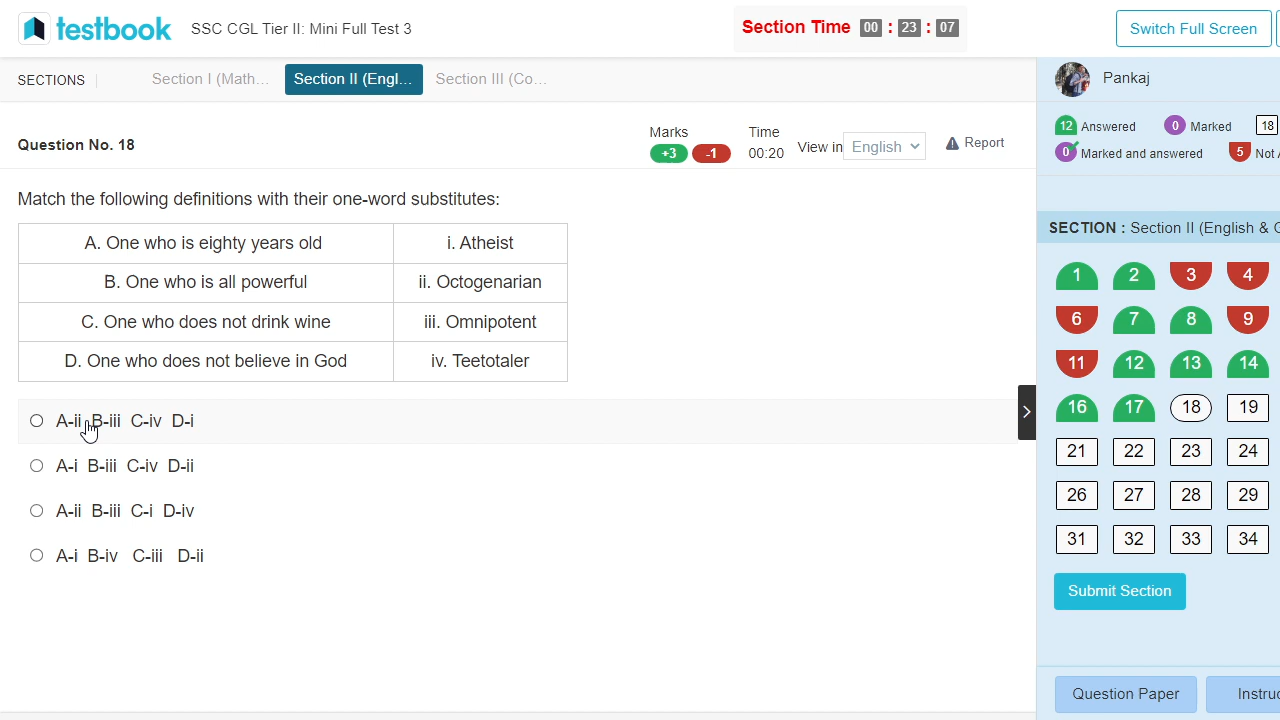 testbook SSC CGL Tier II: Mini Full Test 3 Section Time 00 : 23 : 07 Switch Full Screen
SECTIONS Section I (Math... Section II (Engl... Section III (Co... Pankaj
Question No. 18 Marks +3 -1 Time 00:20 View in English Report
12 Answered 0 Marked 18
0 Marked and answered 5 Not
Match the following definitions with their one-word substitutes:
A. One who is eighty years old i. Atheist
B. One who is all powerful ii. Octogenarian
C. One who does not drink wine iii. Omnipotent
D. One who does not believe in God iv. Teetotaler
A-ii B-iii C-iv D-i
A-i B-iii C-iv D-ii
A-ii B-iii C-i D-iv
A-i B-iv C-iii D-ii
SECTION : Section II (English &
1 2 3 4
6 7 8 9
11 12 13 14
16 17 18 19
21 22 23 24
26 27 28 29
31 32 33 34
Submit Section
Question Paper Instruc